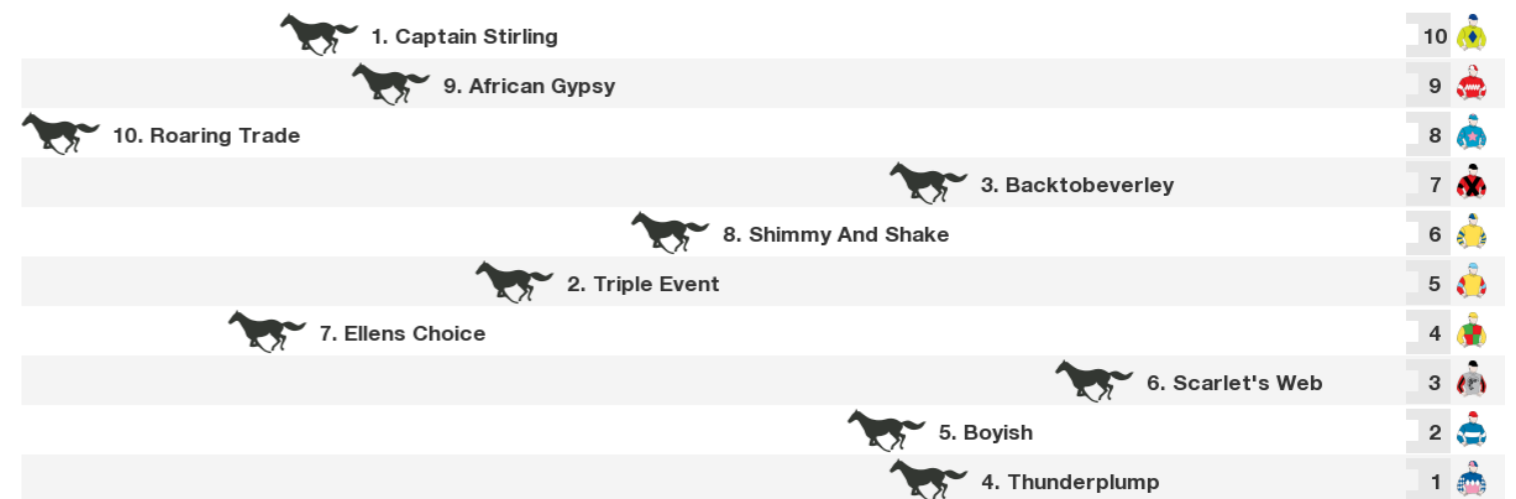 1. Captain Stirling 10
9. African Gypsy 9
10. Roaring Trade 8
3. Backtobeverley 7
8. Shimmy And Shake 6
2. Triple Event 5
7. Ellens Choice 4
6. Scarlet's Web 3
5. Boyish 2
4. Thunderplump 1